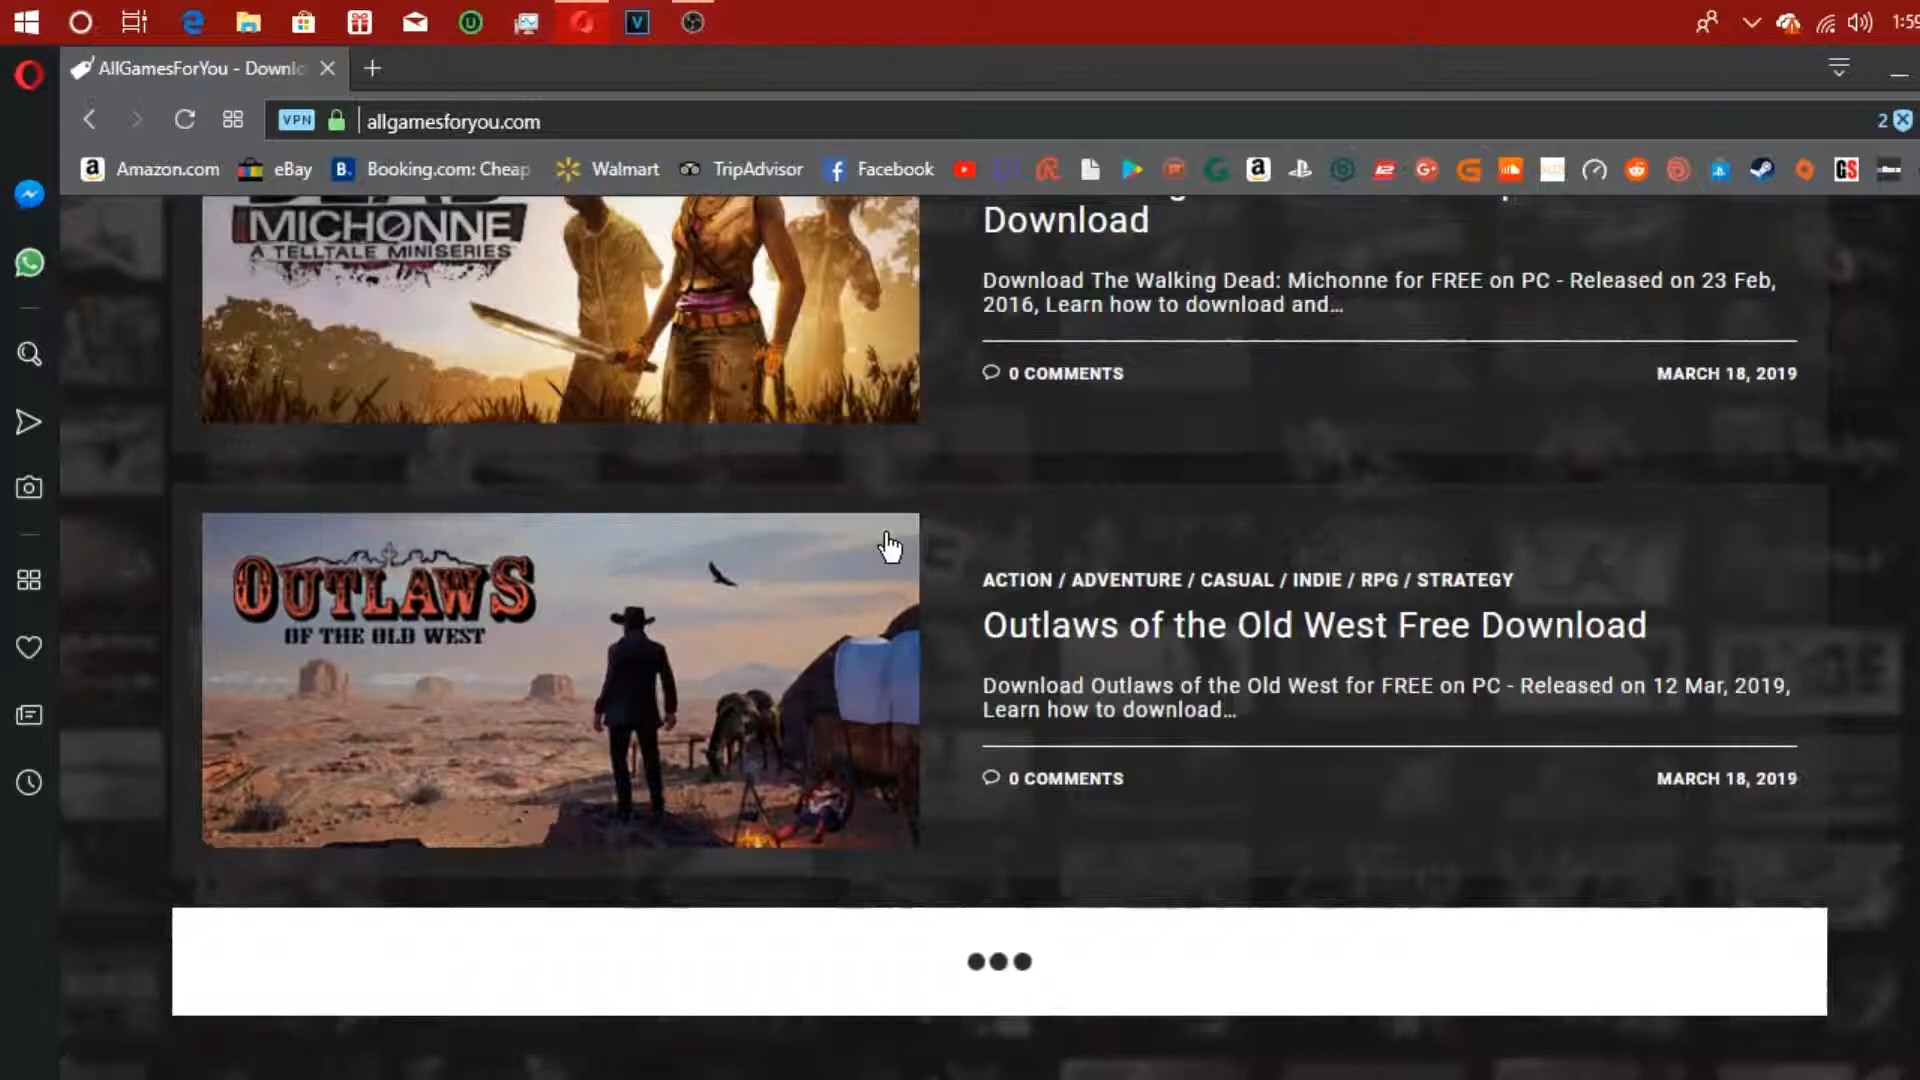 1:59
AllGamesForYou - Downlo
VPN
allgamesforyou.com
2
Amazon.com
eBay
Booking.com: Cheap
Walmart
TripAdvisor
Facebook
MICHONNE
A TELLTALE MINISERIES
Download
Download The Walking Dead: Michonne for FREE on PC - Released on 23 Feb,
2016, Learn how to download and...
0 COMMENTS
MARCH 18, 2019
OUTLAWS
OF THE OLD WEST
ACTION / ADVENTURE / CASUAL / INDIE / RPG / STRATEGY
Outlaws of the Old West Free Download
Download Outlaws of the Old West for FREE on PC - Released on 12 Mar, 2019,
Learn how to download...
0 COMMENTS
MARCH 18, 2019